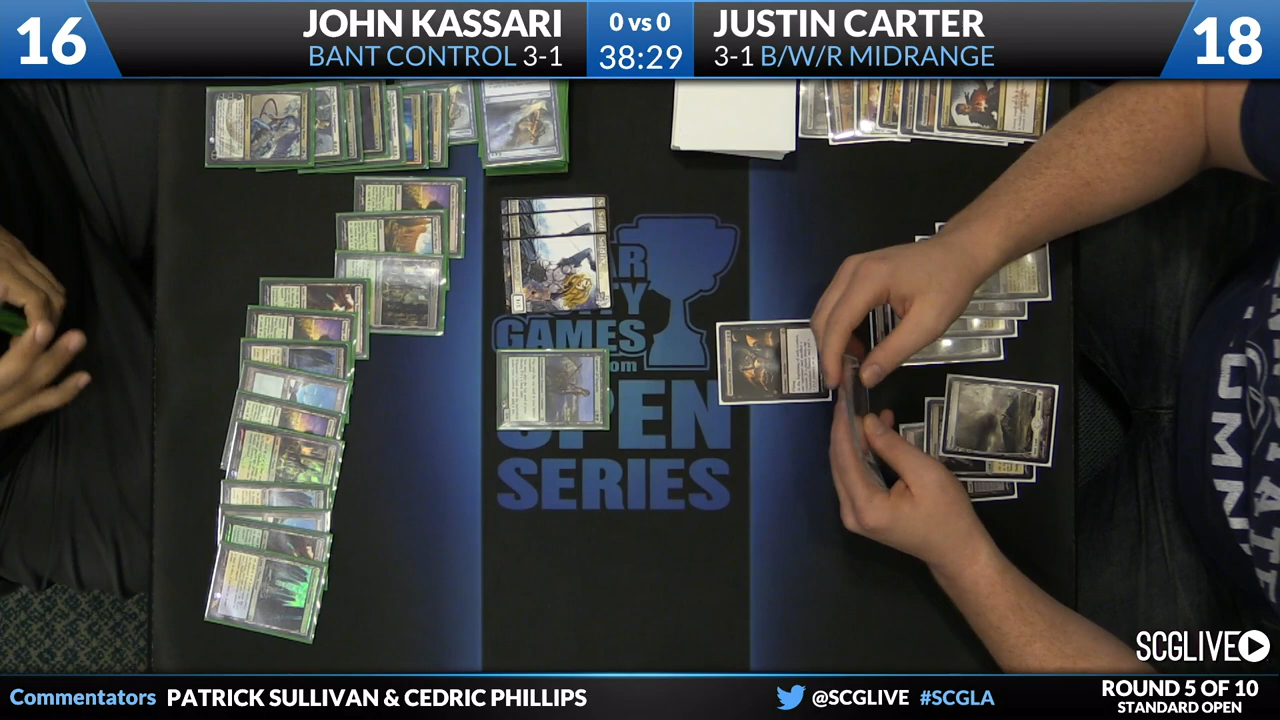 16
JOHN KASSARI
BANT CONTROL 3-1
0 vs 0
38:29
JUSTIN CARTER
3-1 B/W/R MIDRANGE
18
GAMES
.com
OPEN
SERIES
SCGLIVE
Commentators PATRICK SULLIVAN & CEDRIC PHILLIPS
@SCGLIVE #SCGLA
ROUND 5 OF 10
STANDARD OPEN